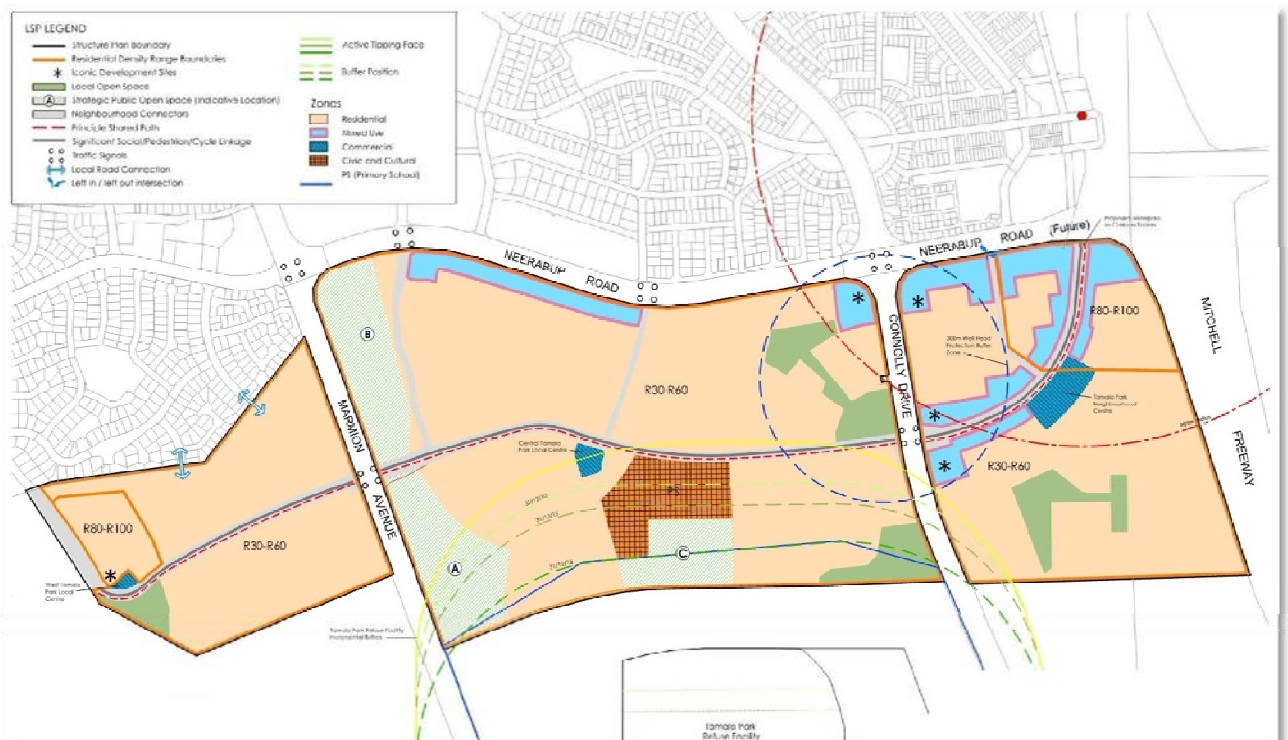 LSP LEGEND
Structure Plan Boundary
Residential Density Range Boundaries
Iconic Development Sites
Local Open Space
A Strategic Public Open Space (Indicative Location)
Neighbourhood Connectors
Principle Shared Path
Significant Social/Pedestrian/Cycle Linkage
Traffic Signals
Local Road Connection
Left in / left out intersection
Active Tipping Face
Buffer Position
Zones
Residential
Mixed Use
Commercial
Civic and Cultural
PS (Primary School)
NEERABUP ROAD
NEERABUP ROAD (Future)
MITCHELL
FREEWAY
CONNOLLY DRIVE
MARMION
AVENUE
B
R30-R60
R80-R100
300m Well Head
Protection Buffer
Zone
Tamala Park
Neighbourhood
Centre
Central Tamala
Park Local Centre
PS
R30-R60
R80-R100
R30-R60
A
C
West Tamala
Park Local
Centre
Tamala Park Refuse Facility
Tamala Park
Refuse Facility